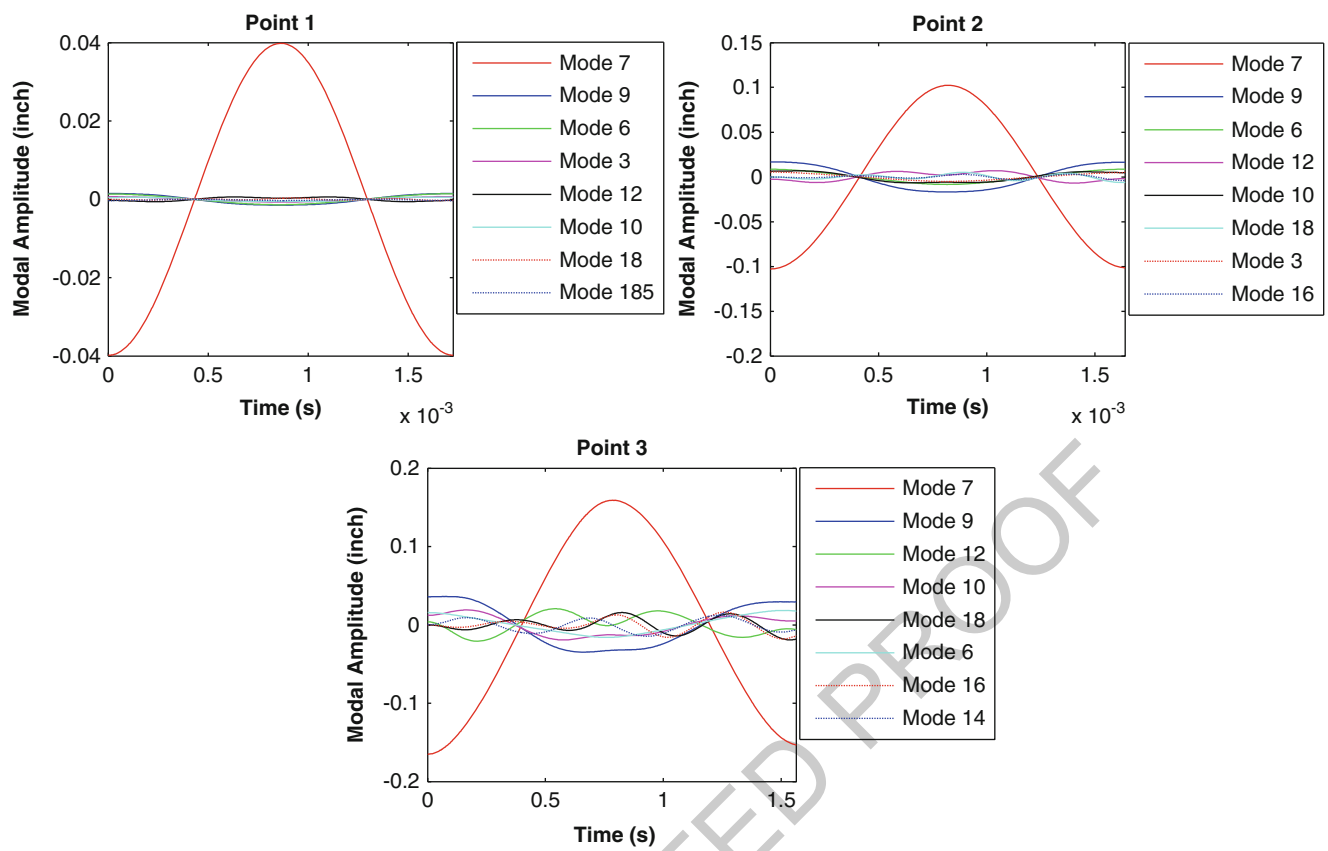 Point 1
0.04
0.02
0
-0.02
-0.04
Modal Amplitude (inch)
0 0.5 1 1.5
Time (s)
x 10-3
Mode 7
Mode 9
Mode 6
Mode 3
Mode 12
Mode 10
Mode 18
Mode 185
Point 2
0.15
0.1
0.05
0
-0.05
-0.1
-0.15
-0.2
Modal Amplitude (inch)
0 0.5 1 1.5
Time (s)
x 10-3
Mode 7
Mode 9
Mode 6
Mode 12
Mode 10
Mode 18
Mode 3
Mode 16
Point 3
0.2
0.1
0
-0.1
-0.2
Modal Amplitude (inch)
0 0.5 1 1.5
Time (s)
Mode 7
Mode 9
Mode 12
Mode 10
Mode 18
Mode 6
Mode 16
Mode 14
TED PROOF